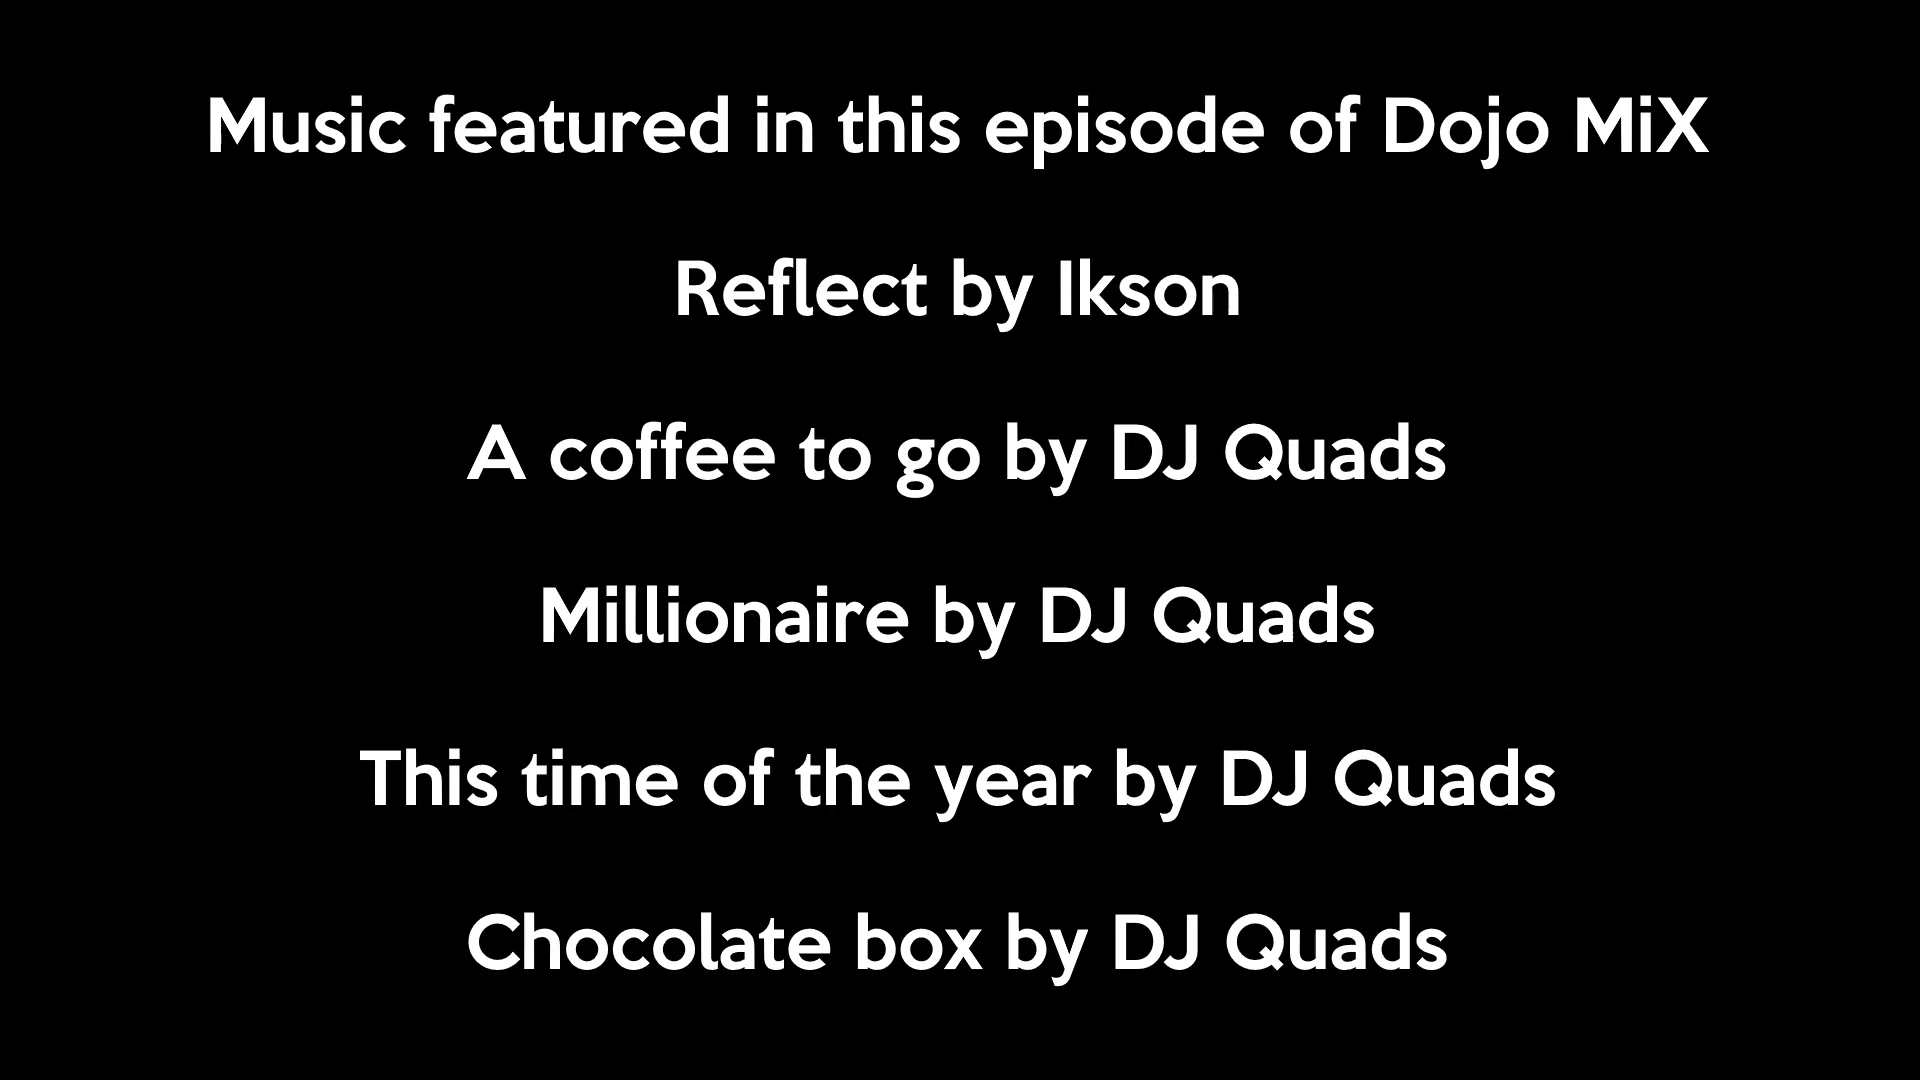 Music featured in this episode of Dojo MiX
Reflect by Ikson
A coffee to go by DJ Quads
Millionaire by DJ Quads
This time of the year by DJ Quads
Chocolate box by DJ Quads